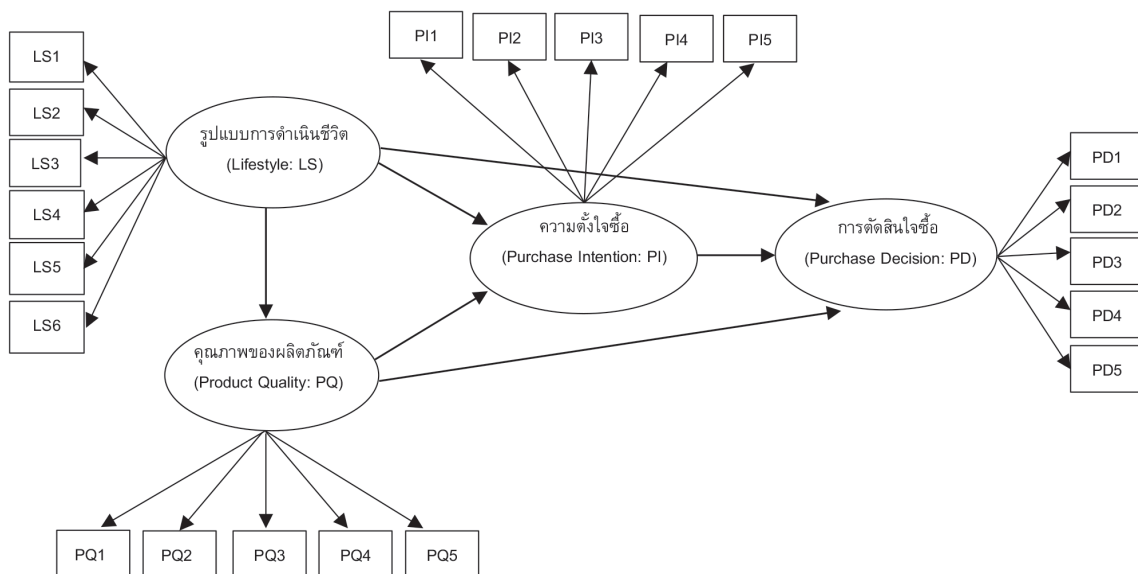 LS1
LS2
LS3
LS4
LS5
LS6
PI1
PI2
PI3
PI4
PI5
รูปแบบการดำเนินชีวิต
(Lifestyle: LS)
ความตั้งใจซื้อ
(Purchase Intention: PI)
การตัดสินใจซื้อ
(Purchase Decision: PD)
PD1
PD2
PD3
PD4
PD5
คุณภาพของผลิตภัณฑ์
(Product Quality: PQ)
PQ1
PQ2
PQ3
PQ4
PQ5